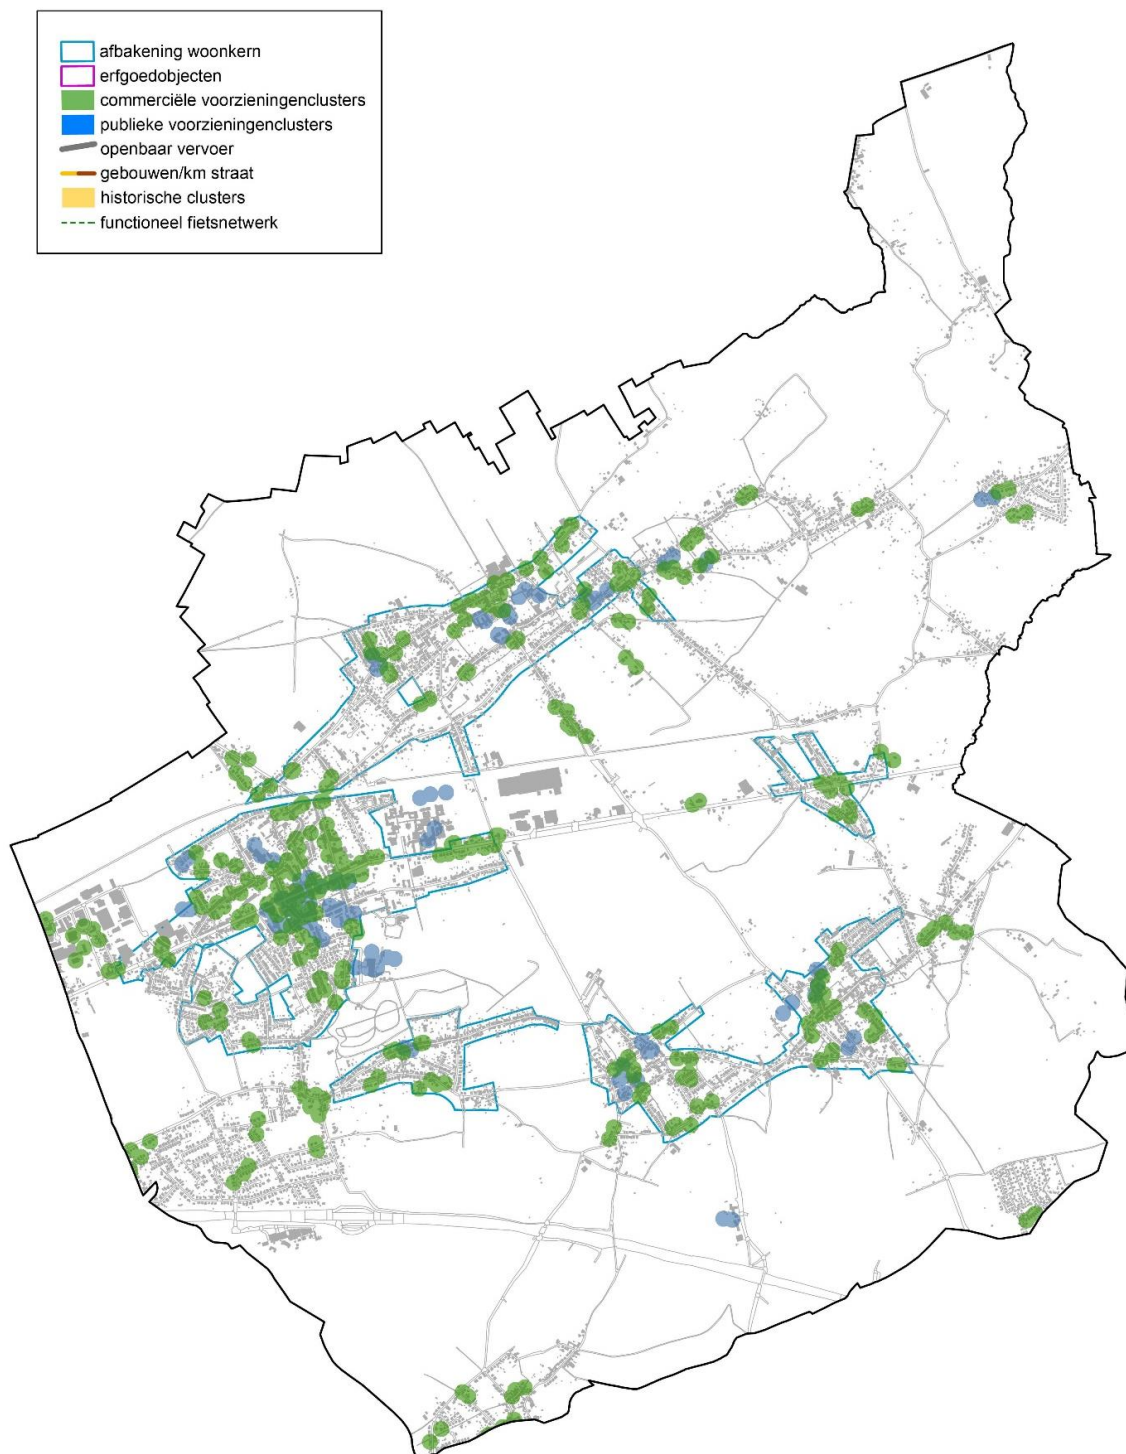 afbakening woonkern
erfgoedobjecten
commerciële voorzieningenclusters
publieke voorzieningenclusters
openbaar vervoer
gebouwen/km straat
historische clusters
functioneel fietsnetwerk